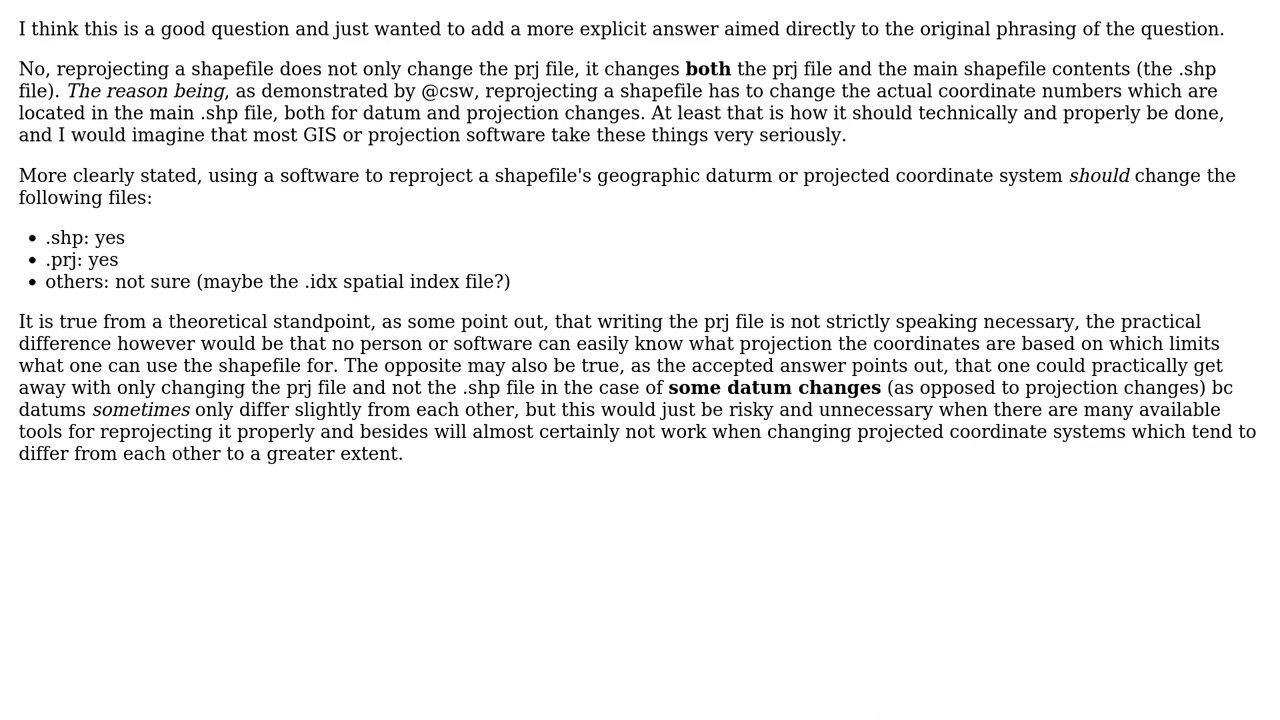 I think this is a good question and just wanted to add a more explicit answer aimed directly to the original phrasing of the question.
No, reprojecting a shapefile does not only change the prj file, it changes both the prj file and the main shapefile contents (the .shp
file). The reason being, as demonstrated by @csw, reprojecting a shapefile has to change the actual coordinate numbers which are
located in the main .shp file, both for datum and projection changes. At least that is how it should technically and properly be done,
and I would imagine that most GIS or projection software take these things very seriously.
More clearly stated, using a software to reproject a shapefile's geographic daturm or projected coordinate system should change the
following files:
• .shp: yes
• .prj: yes
• others: not sure (maybe the .idx spatial index file?)
It is true from a theoretical standpoint, as some point out, that writing the prj file is not strictly speaking necessary, the practical
difference however would be that no person or software can easily know what projection the coordinates are based on which limits
what one can use the shapefile for. The opposite may also be true, as the accepted answer points out, that one could practically get
away with only changing the prj file and not the .shp file in the case of some datum changes (as opposed to projection changes) bc
datums sometimes only differ slightly from each other, but this would just be risky and unnecessary when there are many available
tools for reprojecting it properly and besides will almost certainly not work when changing projected coordinate systems which tend to
differ from each other to a greater extent.